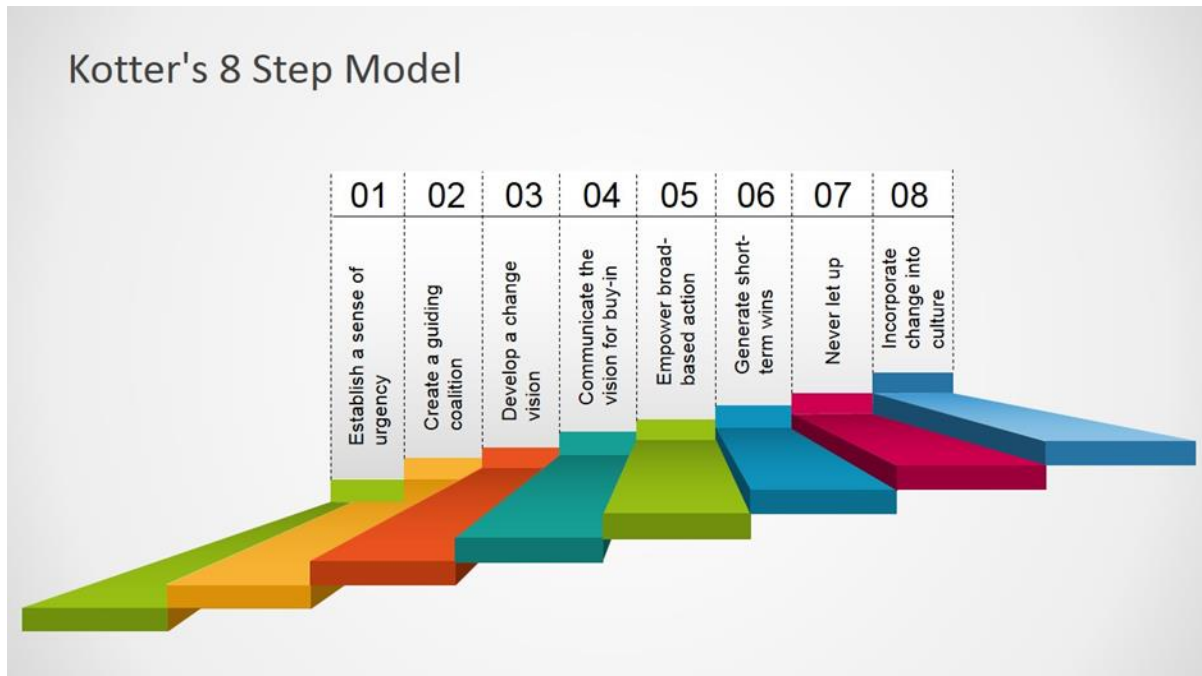 Kotter's 8 Step Model
01
Establish a sense of
urgency
02
Create a guiding
coalition
03
Develop a change
vision
04
Communicate the
vision for buy-in
05
Empower broad-
based action
06
Generate short-
term wins
07
Never let up
08
Incorporate
change into
culture